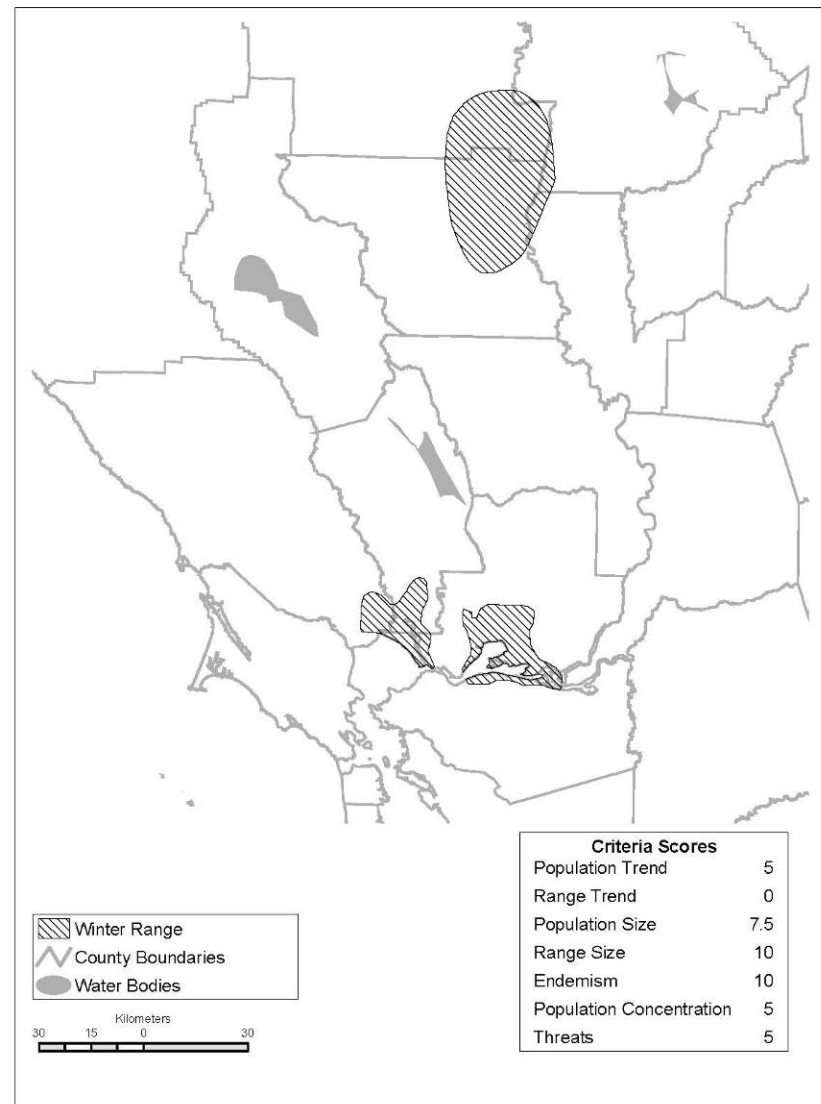 Criteria Scores
Population Trend 5
Range Trend 0
Population Size 7.5
Range Size 10
Endemism 10
Population Concentration 5
Threats 5
Winter Range
County Boundaries
Water Bodies
Kilometers
30 15 0 30